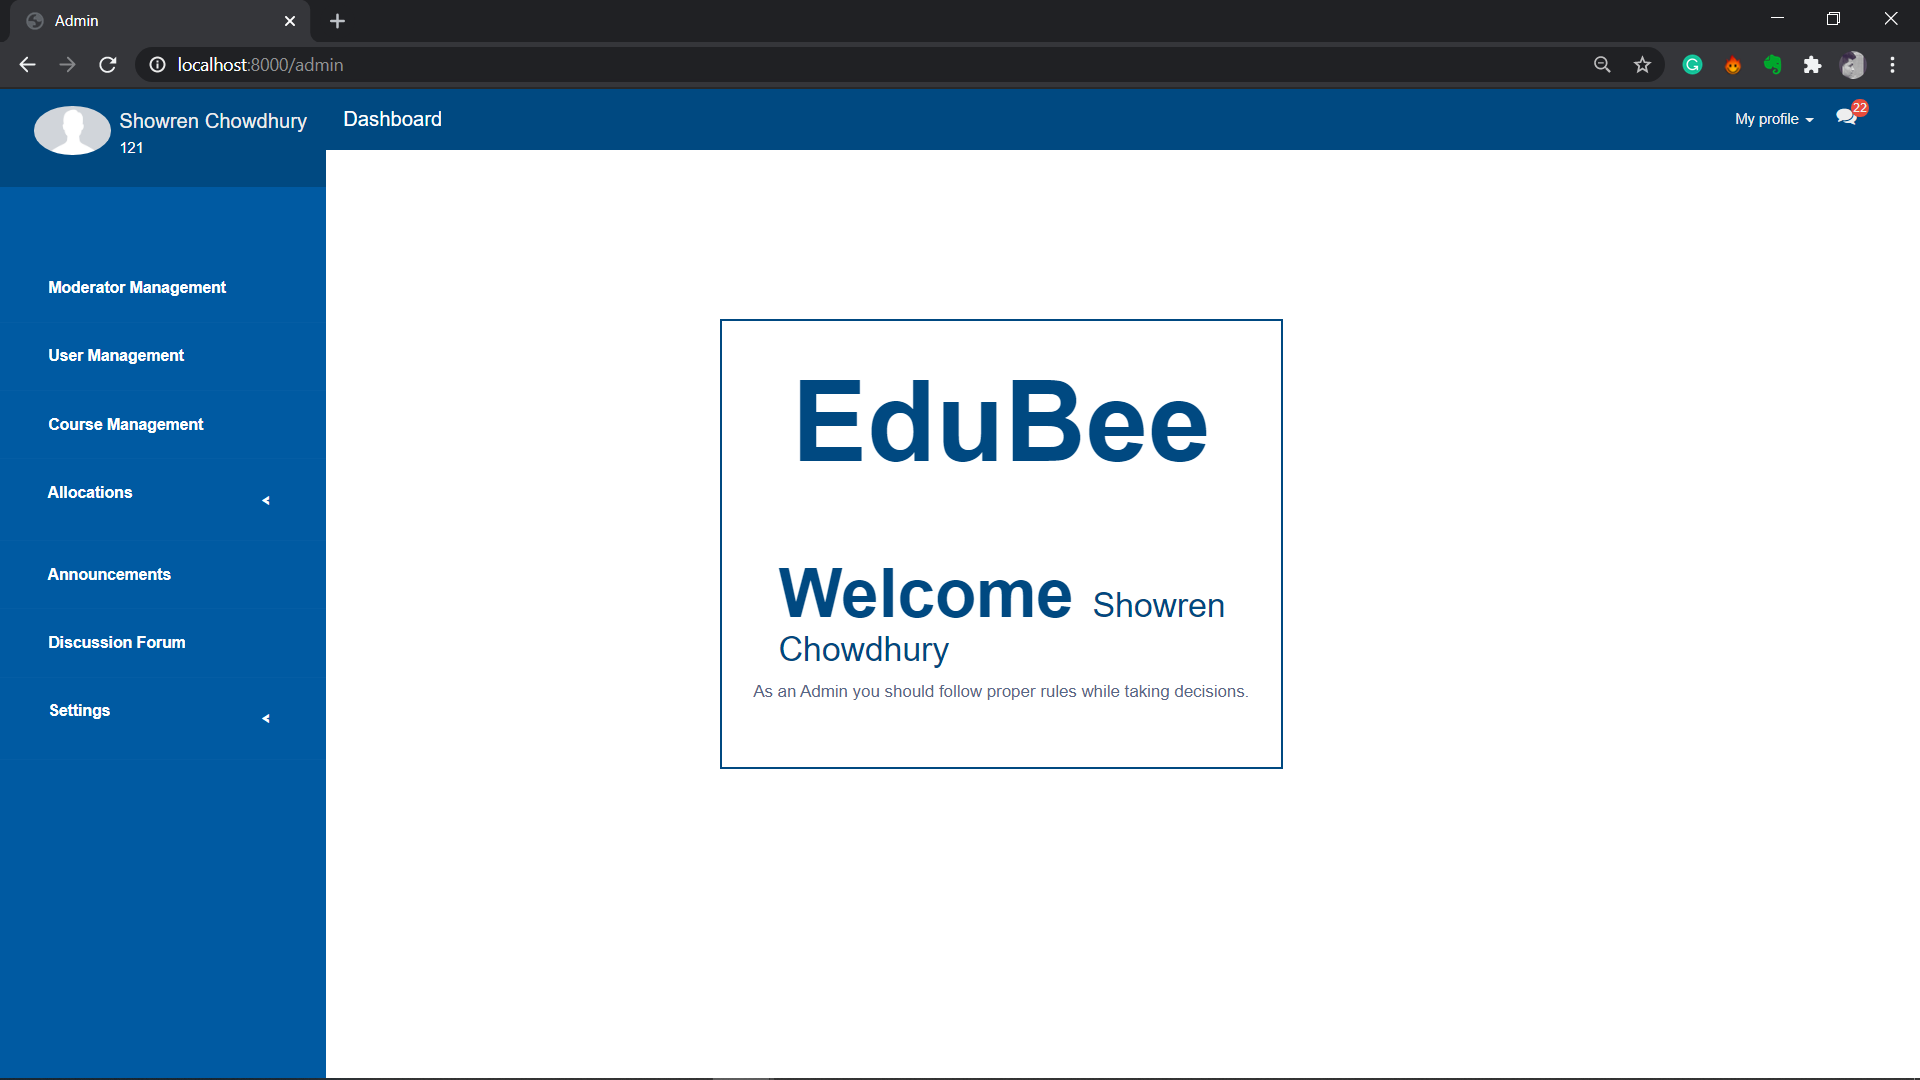 Admin
localhost:8000/admin
Showren Chowdhury
121
Dashboard
My profile
22
Moderator Management
User Management
Course Management
Allocations
<
Announcements
Discussion Forum
Settings
<
EduBee
Welcome Showren
Chowdhury
As an Admin you should follow proper rules while taking decisions.